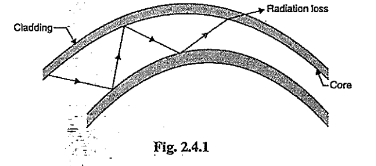 Radiation loss
Cladding
Core
Fig. 2.4.1